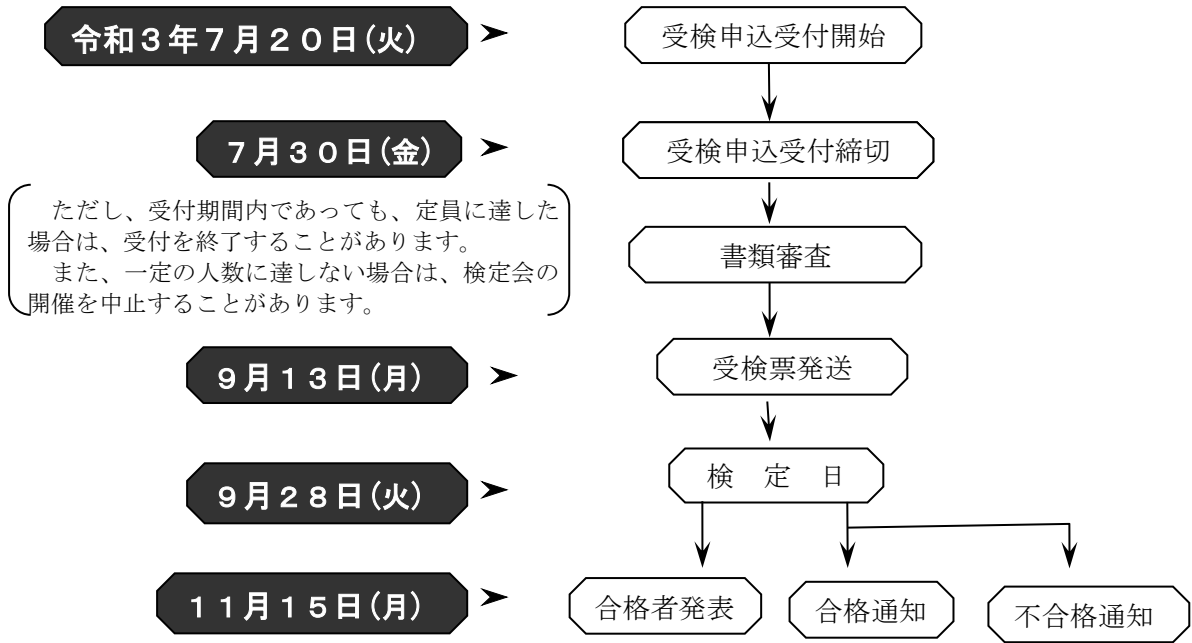 令和３年７月２０日(火)
受検申込受付開始
７月３０日(金)
受検申込受付締切
ただし、受付期間内であっても、定員に達した
場合は、受付を終了することがあります。
また、一定の人数に達しない場合は、検定会の
開催を中止することがあります。
書類審査
９月１３日(月)
受検票発送
９月２８日(火)
検　定　日
１１月１５日(月)
合格者発表
合格通知
不合格通知